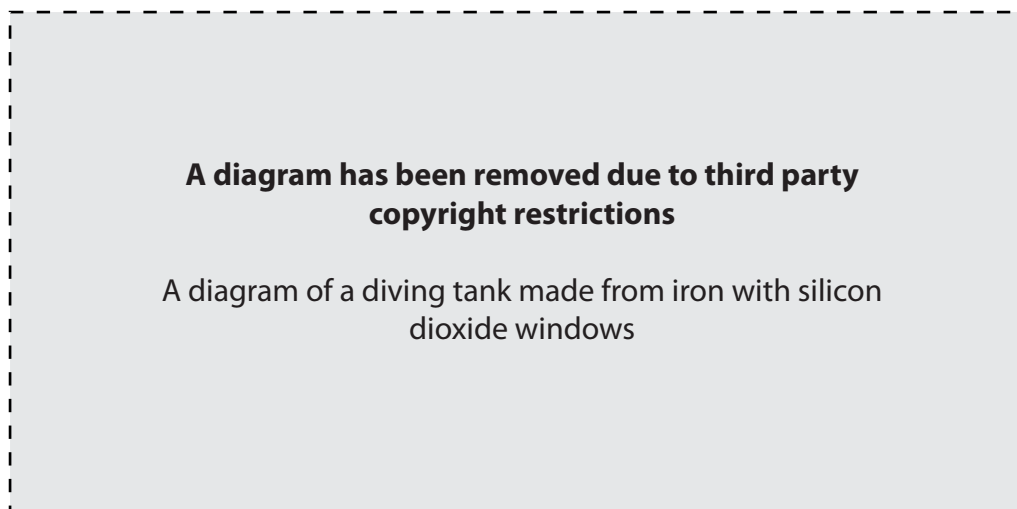 A diagram has been removed due to third party
copyright restrictions
A diagram of a diving tank made from iron with silicon
dioxide windows